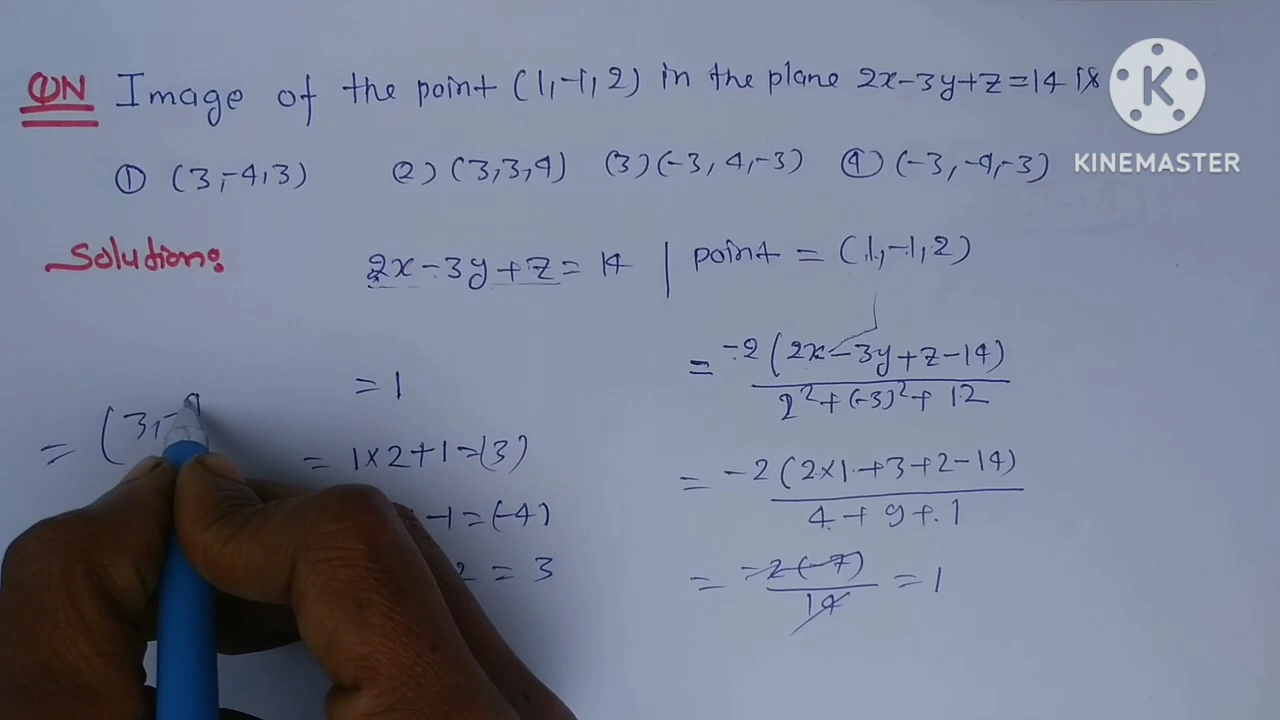 QN Image of the point (1,-1,2) in the plane 2x-3y+z=14 is
① (3,-4,3) 2) (3,3,4) (3) (-3, 4,-3) ④ (-3,-4,-3)
Solution: 2x-3y+z=14 | point = (1,-1,2)
= -2(2x-3y+z-14) / 2²+(-3)²+12
= 1
= (3,-4
= 1×2+1=(3)
= -2(2×1+3+2-14) / 4+9+1
-1=(-4)
2 = 3
= -2(-7) / 14 = 1
K
KINEMASTER